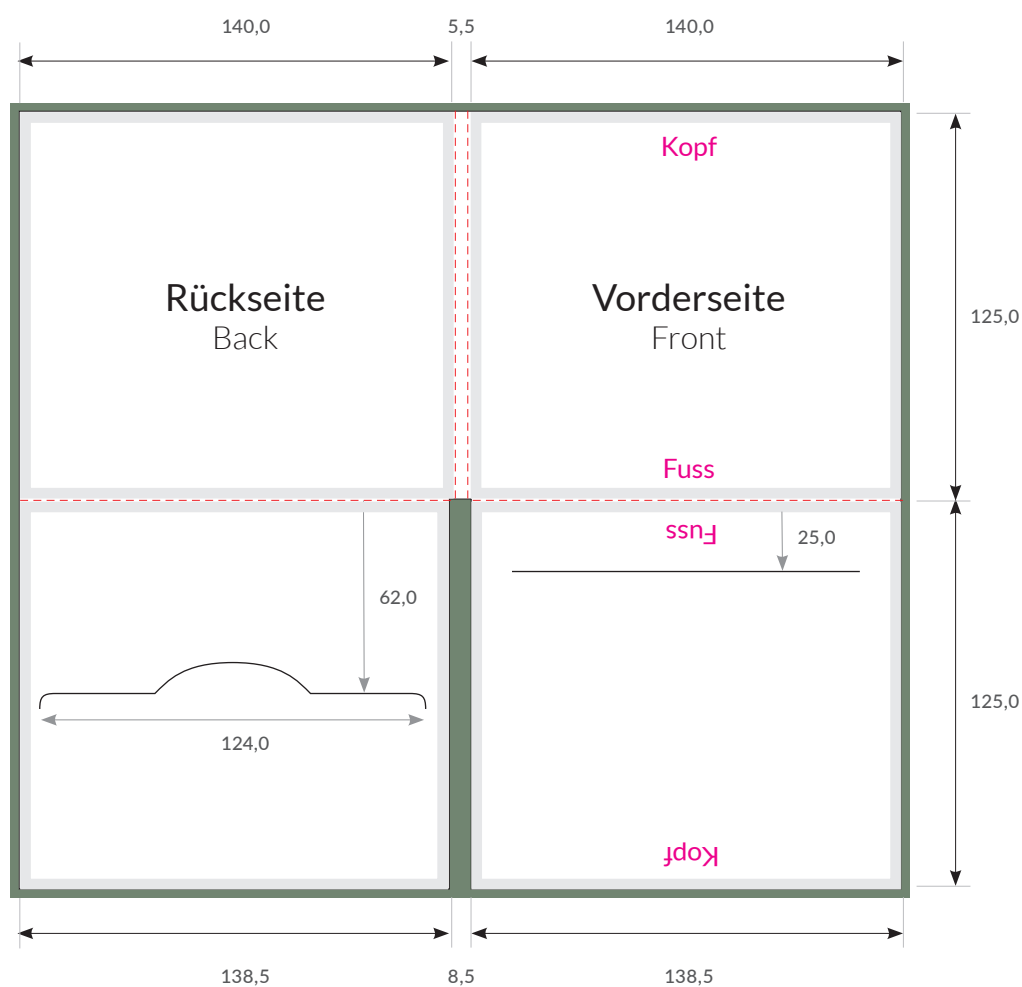 140,0 5,5 140,0
Kopf
Rückseite
Back
Vorderseite
Front
125,0
Fuss
Fuss
25,0
62,0
124,0
125,0
Kopf
138,5 8,5 138,5